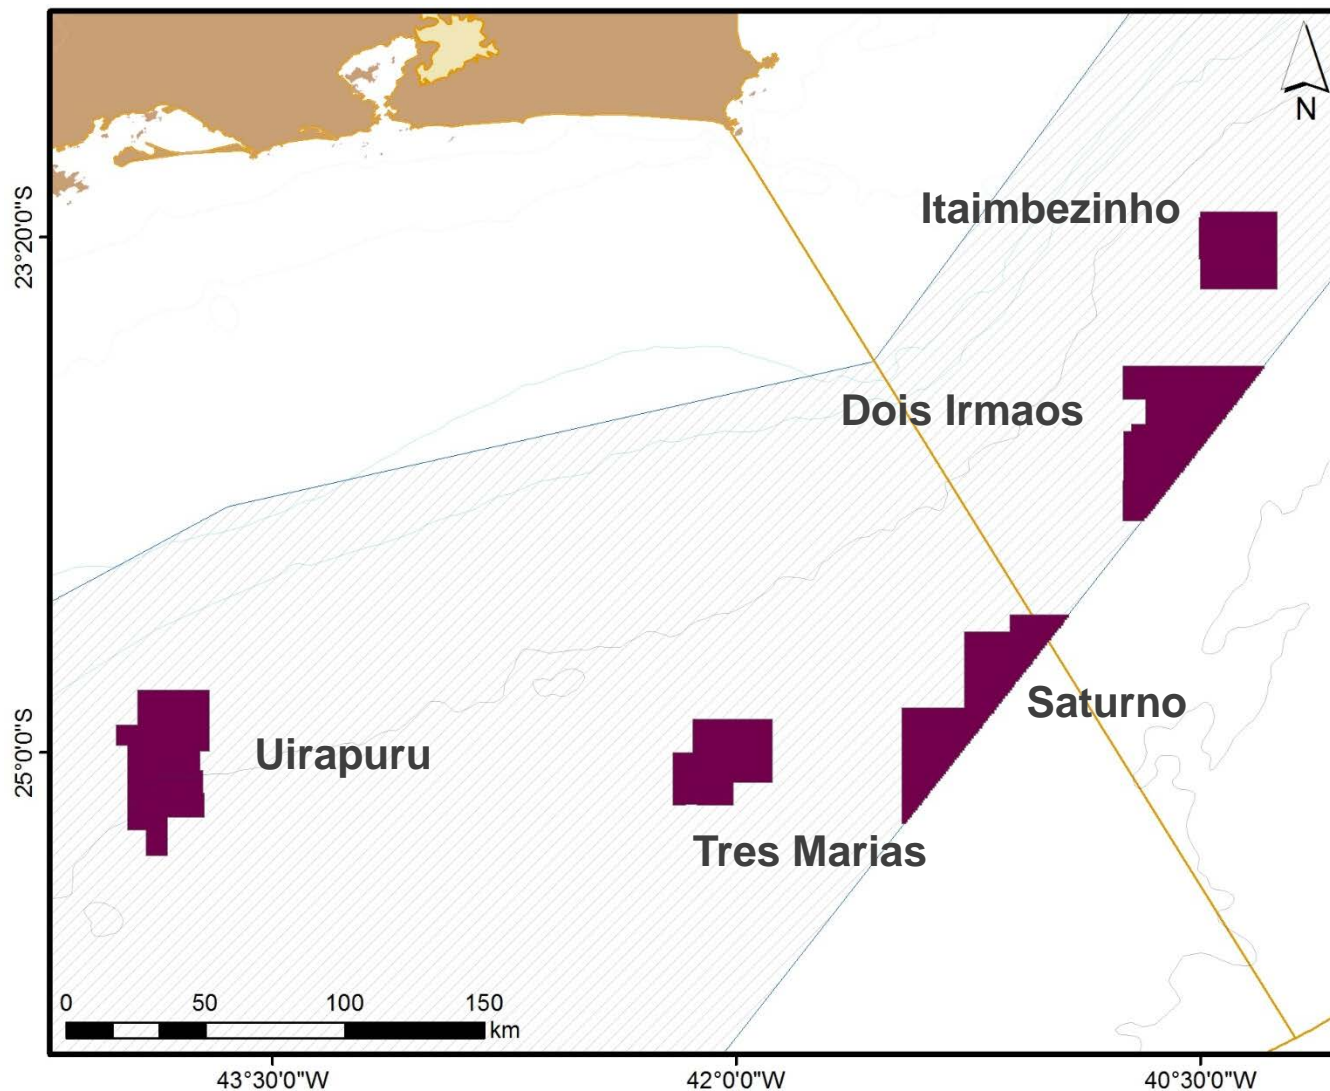 N
Itaimbezinho
23°20'0"S
Dois Irmaos
Saturno
Uirapuru
25°0'0"S
Tres Marias
0 50 100 150
km
43°30'0"W 42°0'0"W 40°30'0"W